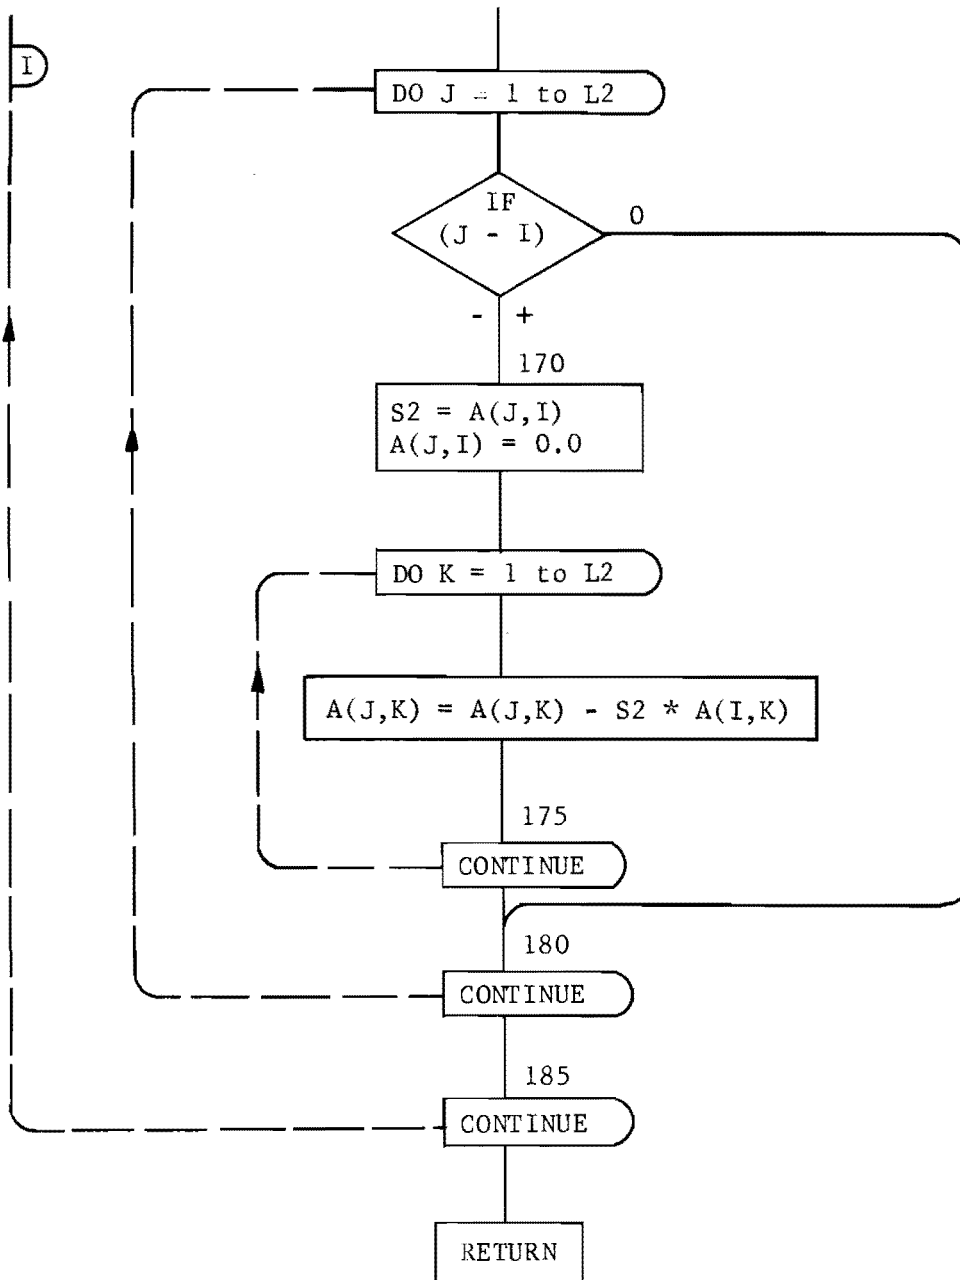 I
DO J = 1 to L2
IF
(J - I)
0
- +
170
S2 = A(J,I)
A(J,I) = 0.0
DO K = 1 to L2
A(J,K) = A(J,K) - S2 * A(I,K)
175
CONTINUE
180
CONTINUE
185
CONTINUE
RETURN